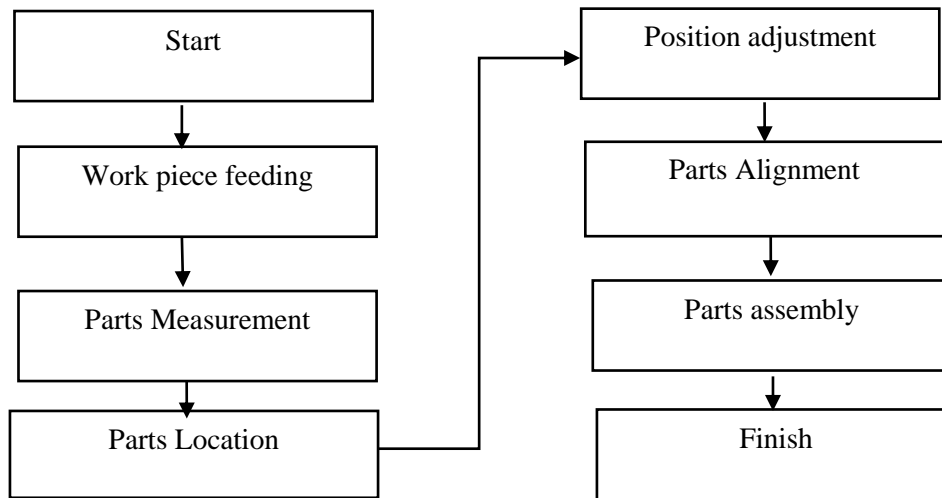 Start
Work piece feeding
Parts Measurement
Parts Location
Position adjustment
Parts Alignment
Parts assembly
Finish